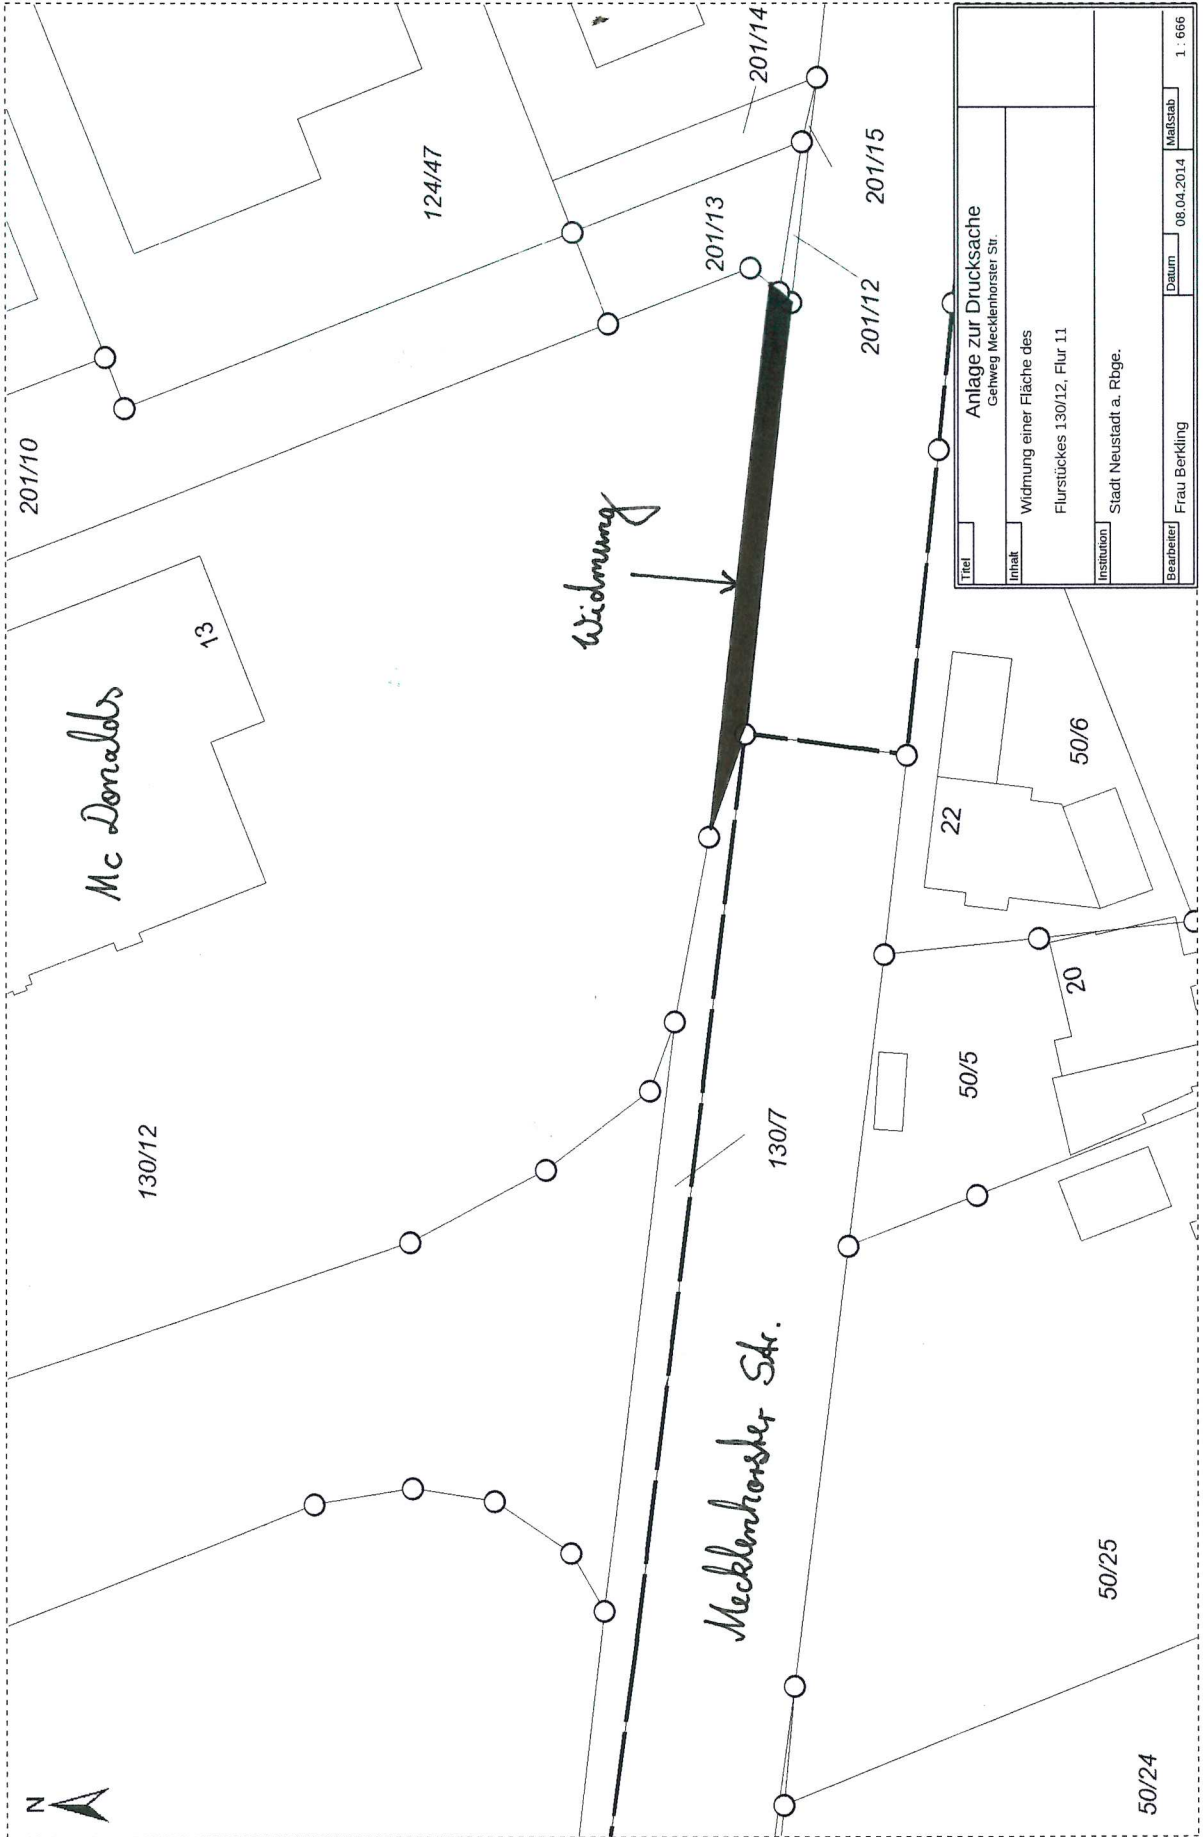 N
130/12
Mc Donalds
13
201/10
124/47
201/14
201/13
201/15
201/12
Widmung
Mecklenhorster Str.
130/7
50/24
50/25
50/5
20
22
50/6
Titel
Anlage zur Drucksache
Gehweg Mecklenhorster Str.
Inhalt
Widmung einer Fläche des
Flurstückes 130/12, Flur 11
Institution
Stadt Neustadt a. Rbge.
Bearbeiter
Frau Berkling
Datum
08.04.2014
Maßstab
1 : 666